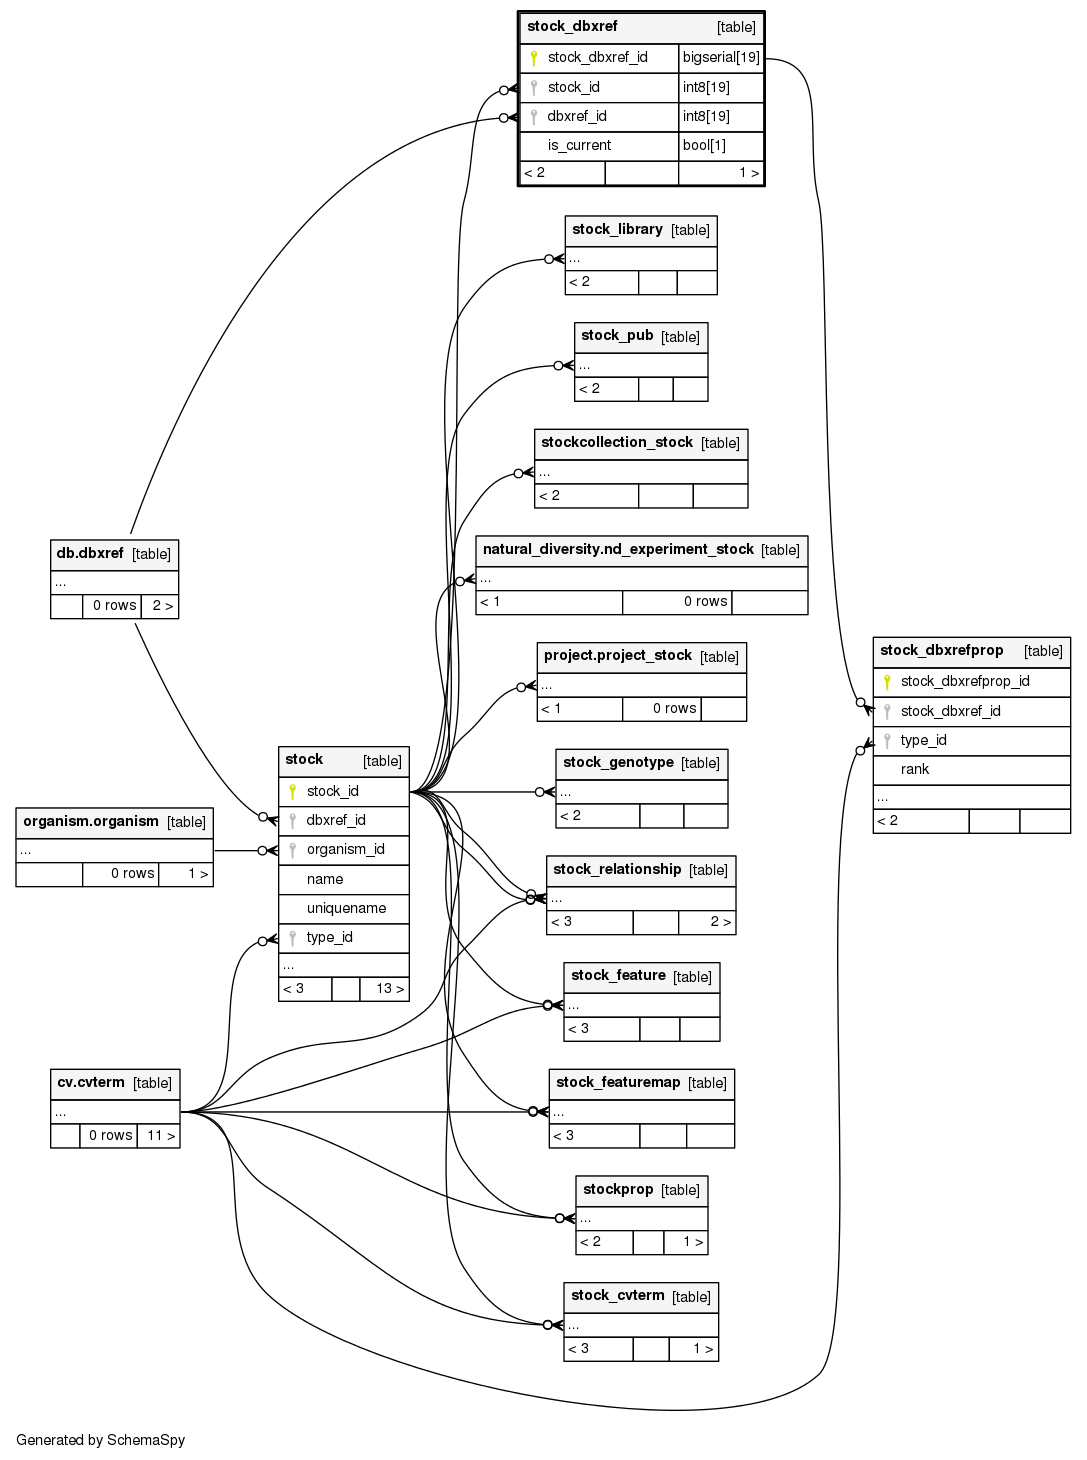 stock_dbxref [table]
stock_dbxref_id bigserial[19]
stock_id int8[19]
dbxref_id int8[19]
is_current bool[1]
< 2 1 >
stock_library [table]
...
< 2
stock_pub [table]
...
< 2
stockcollection_stock [table]
...
< 2
natural_diversity.nd_experiment_stock [table]
...
< 1 0 rows
db.dbxref [table]
...
0 rows 2 >
project.project_stock [table]
...
< 1 0 rows
stock_dbxrefprop [table]
stock_dbxrefprop_id
stock_dbxref_id
type_id
rank
...
< 2
stock [table]
stock_id
dbxref_id
organism_id
name
uniquename
type_id
...
< 3 13 >
organism.organism [table]
...
0 rows 1 >
stock_genotype [table]
...
< 2
stock_relationship [table]
...
< 3 2 >
stock_feature [table]
...
< 3
cv.cvterm [table]
...
0 rows 11 >
stock_featuremap [table]
...
< 3
stockprop [table]
...
< 2 1 >
stock_cvterm [table]
...
< 3 1 >
Generated by SchemaSpy